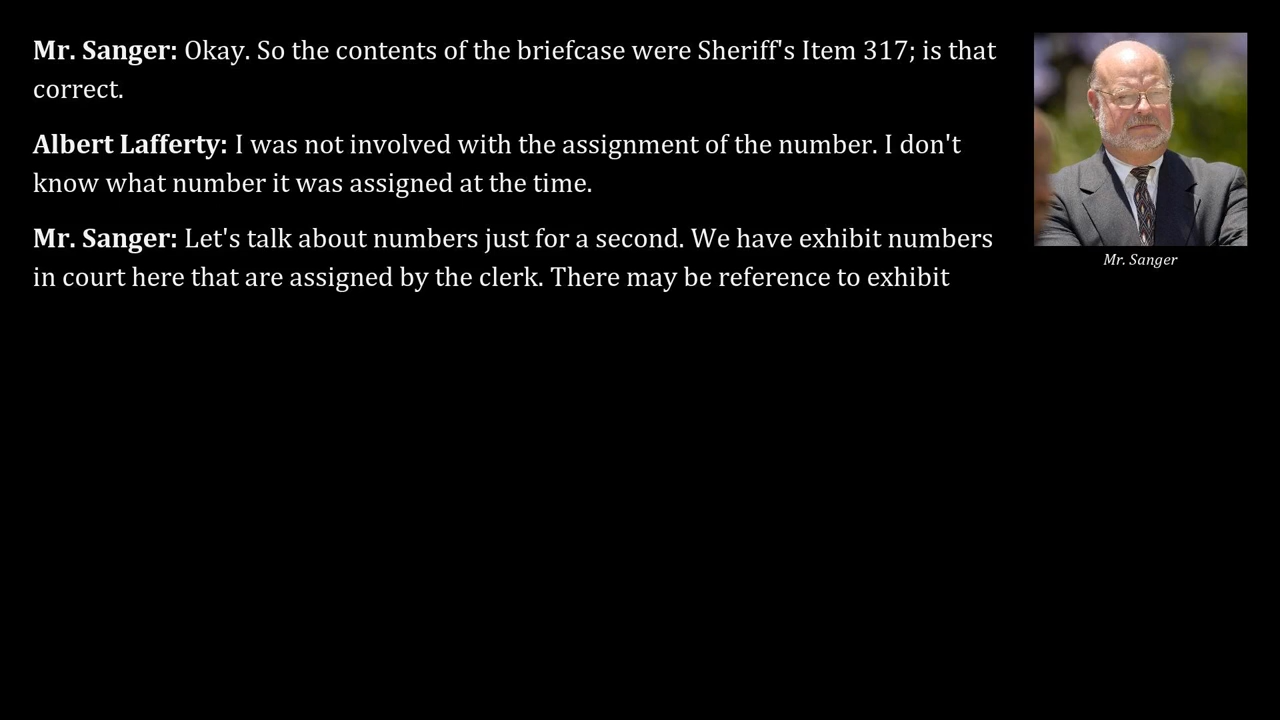 Mr. Sanger: Okay. So the contents of the briefcase were Sheriff's Item 317; is that
correct.
Albert Lafferty: I was not involved with the assignment of the number. I don't
know what number it was assigned at the time.
Mr. Sanger: Let's talk about numbers just for a second. We have exhibit numbers
in court here that are assigned by the clerk. There may be reference to exhibit
Mr. Sanger